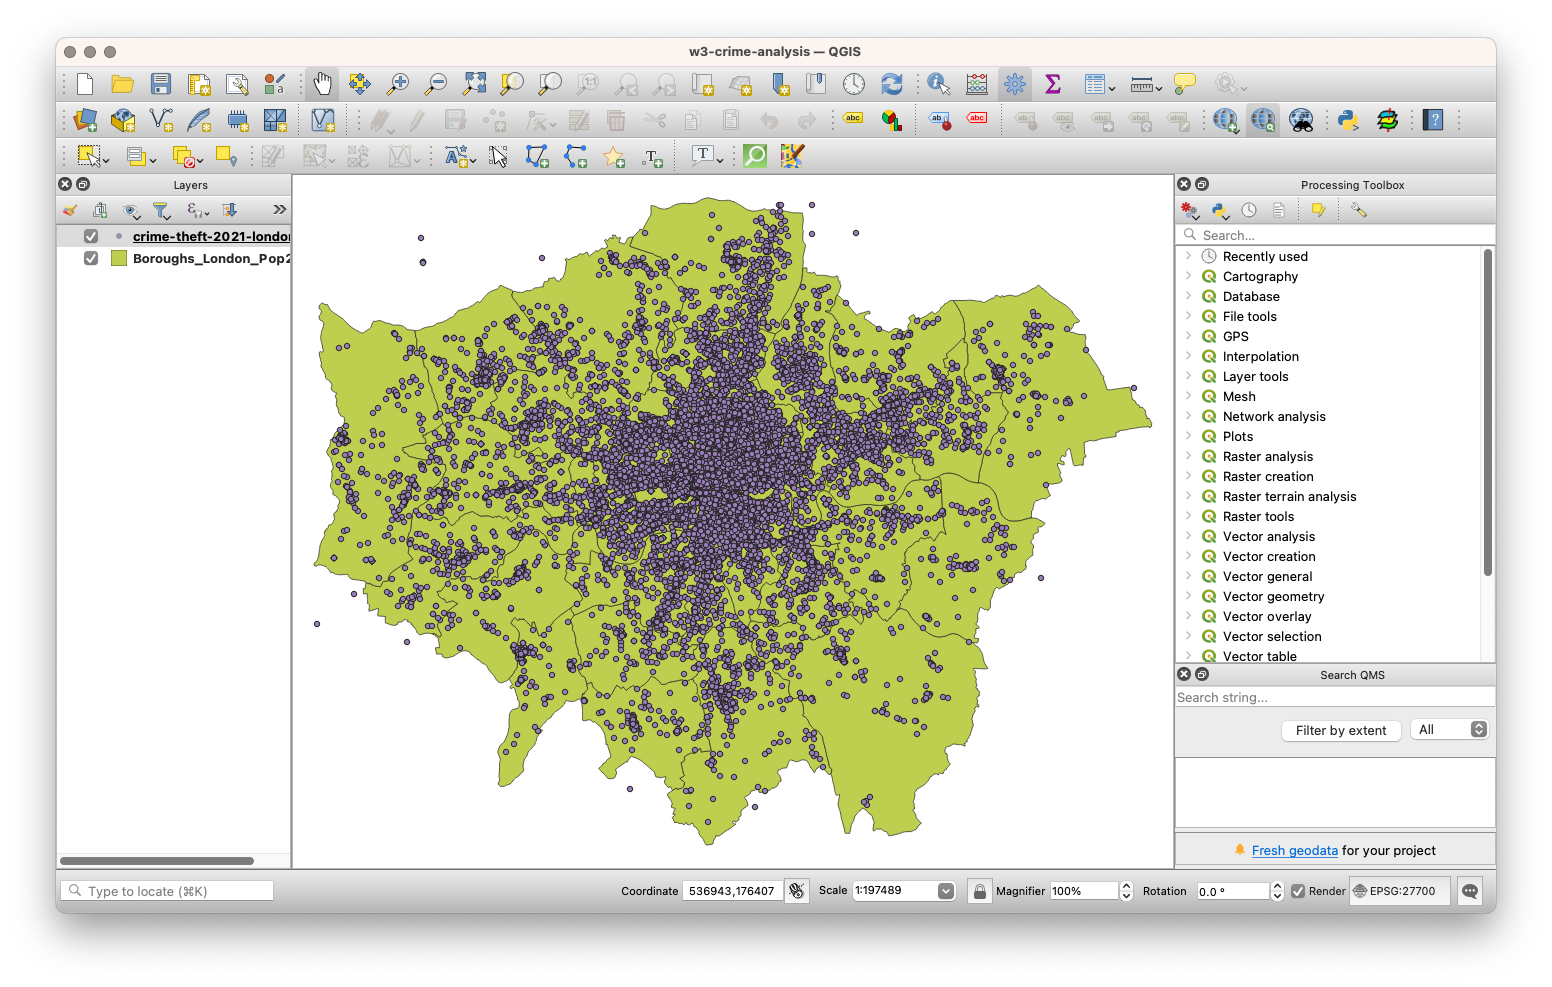 w3-crime-analysis — QGIS
Layers
crime-theft-2021-londo
Boroughs_London_Pop2
Processing Toolbox
Search...
Recently used
Cartography
Database
File tools
GPS
Interpolation
Layer tools
Mesh
Network analysis
Plots
Raster analysis
Raster creation
Raster terrain analysis
Raster tools
Vector analysis
Vector creation
Vector general
Vector geometry
Vector overlay
Vector selection
Vector table
Search QMS
Search string...
Filter by extent
All
Fresh geodata for your project
Type to locate (⌘K)
Coordinate 536943,176407 Scale 1:197489 Magnifier 100% Rotation 0.0 ° Render EPSG:27700